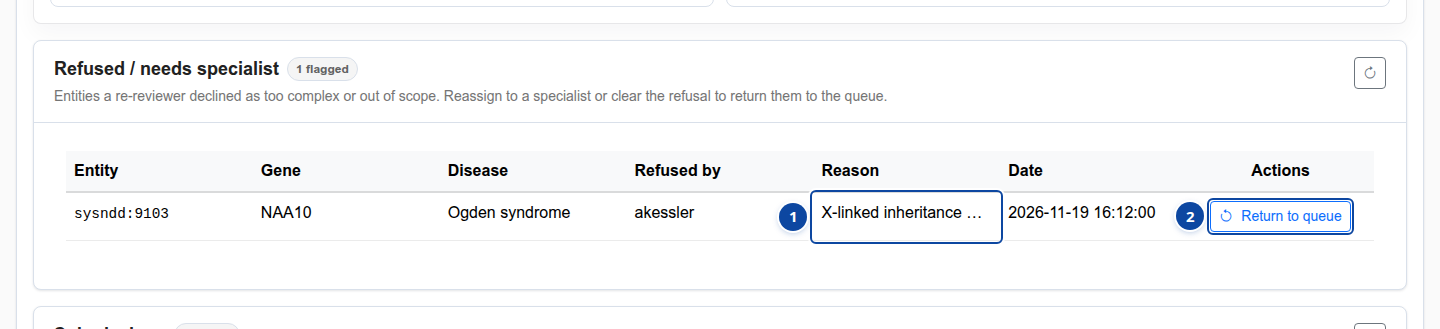 Refused / needs specialist 1 flagged
Entities a re-reviewer declined as too complex or out of scope. Reassign to a specialist or clear the refusal to return them to the queue.
Entity Gene Disease Refused by Reason Date Actions
sysndd:9103 NAA10 Ogden syndrome akessler 1 X-linked inheritance … 2026-11-19 16:12:00 2 Return to queue